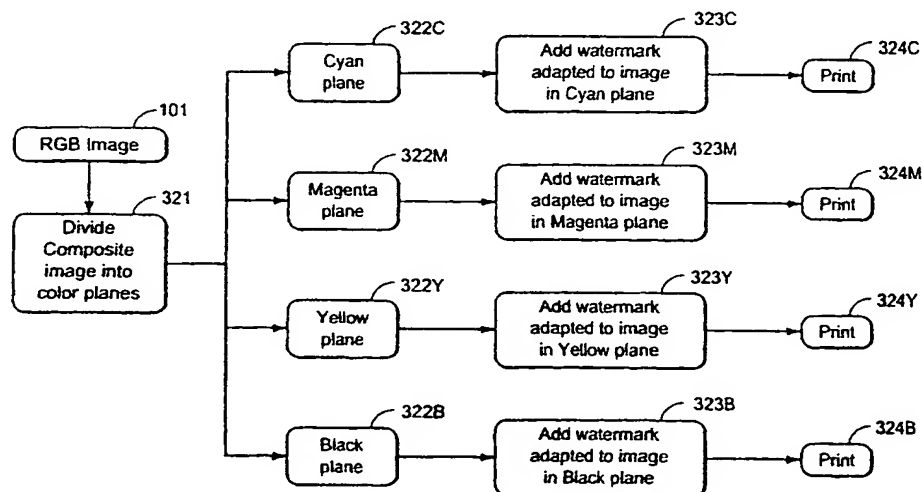 101
RGB Image
321
Divide
Composite
image into
color planes
322C
Cyan
plane
323C
Add watermark
adapted to image
in Cyan plane
324C
Print
322M
Magenta
plane
323M
Add watermark
adapted to image
in Magenta plane
324M
Print
322Y
Yellow
plane
323Y
Add watermark
adapted to image
in Yellow plane
324Y
Print
322B
Black
plane
323B
Add watermark
adapted to image
in Black plane
324B
Print